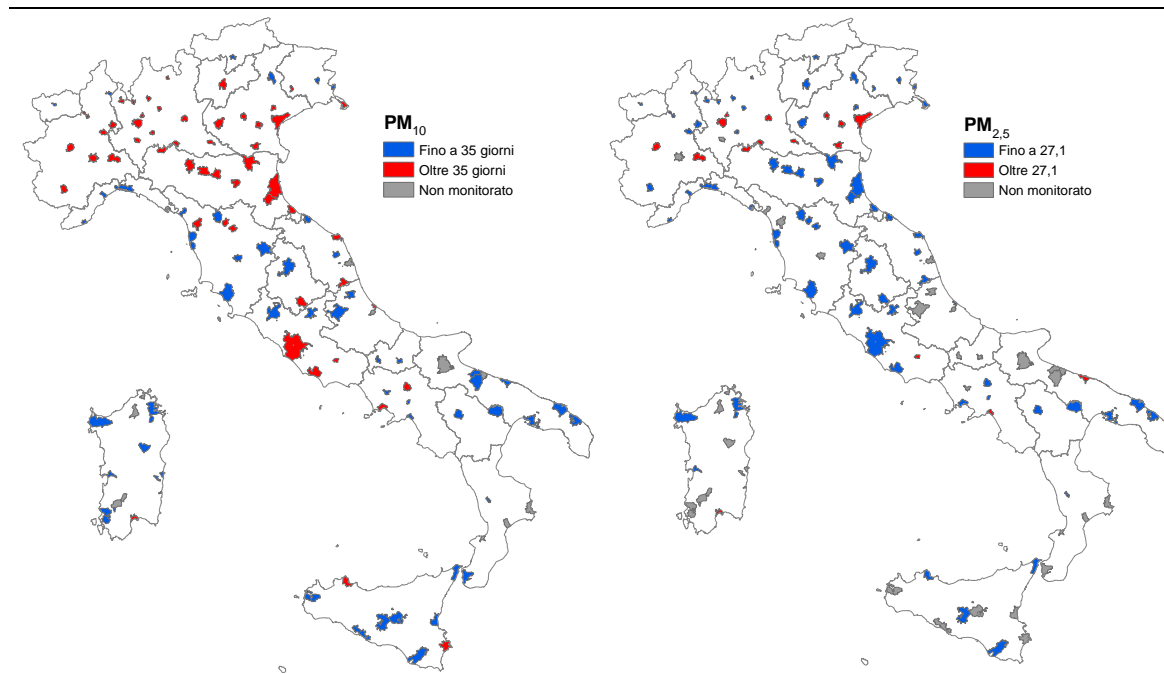 PM10
Fino a 35 giorni
Oltre 35 giorni
Non monitorato
PM2,5
Fino a 27,1
Oltre 27,1
Non monitorato